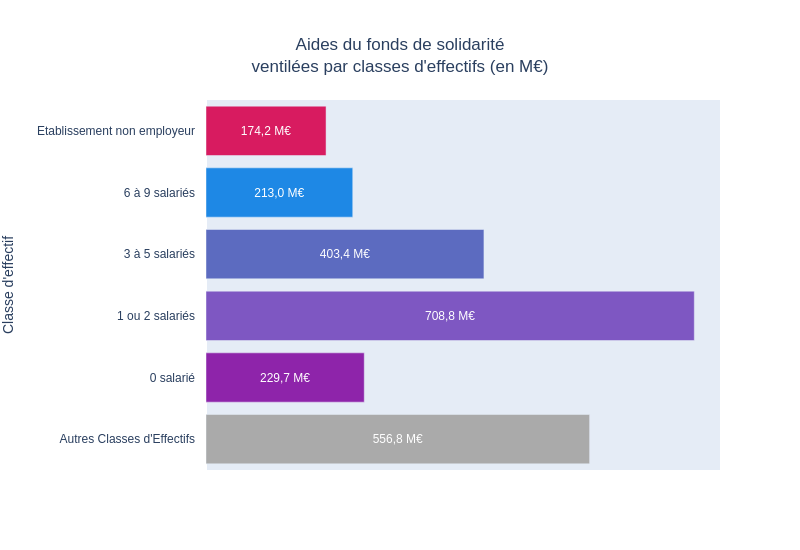 Aides du fonds de solidarité
ventilées par classes d'effectifs (en M€)
Classe d'effectif
Etablissement non employeur
174,2 M€
6 à 9 salariés
213,0 M€
3 à 5 salariés
403,4 M€
1 ou 2 salariés
708,8 M€
0 salarié
229,7 M€
Autres Classes d'Effectifs
556,8 M€